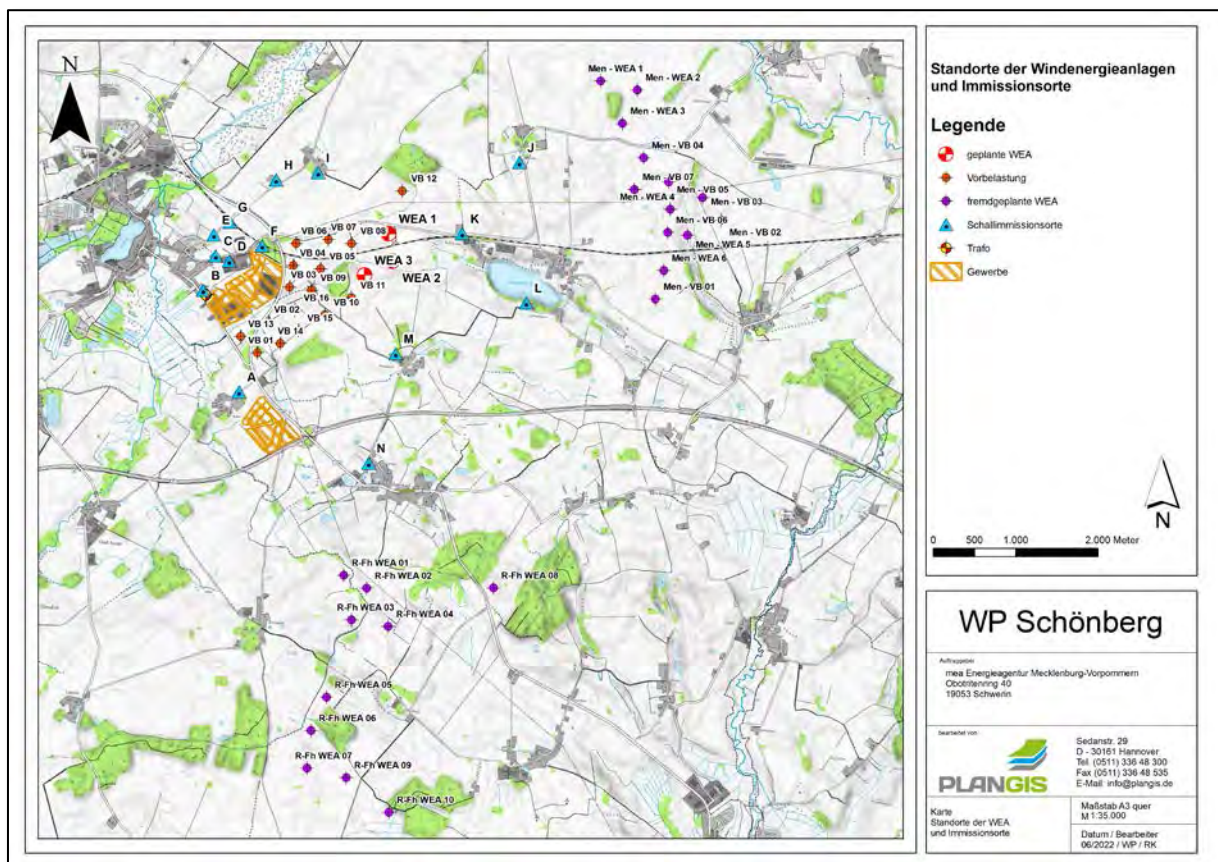 N
Men - WEA 1
Men - WEA 2
Men - WEA 3
Men - VB 04
Men - VB 07
Men - VB 05
Men - WEA 4
Men - VB 03
Men - VB 06
Men - VB 02
Men - WEA 5
Men - WEA 6
Men - VB 01
H
I
J
VB 12
G
E
C
D
F
B
VB 06
VB 07
VB 08
WEA 1
K
VB 04
VB 05
WEA 3
WEA 2
VB 03
VB 09
VB 11
VB 16
VB 10
L
VB 02
VB 15
VB 13
VB 14
VB 01
M
A
N
R-Fh WEA 01
R-Fh WEA 02
R-Fh WEA 08
R-Fh WEA 03
R-Fh WEA 04
R-Fh WEA 05
R-Fh WEA 06
R-Fh WEA 07
R-Fh WEA 09
R-Fh WEA 10
Standorte der Windenergieanlagen
und Immissionsorte
Legende
geplante WEA
Vorbelastung
fremdgeplante WEA
Schallimmissionsorte
Trafo
Gewerbe
N
0 500 1.000 2.000 Meter
WP Schönberg
Auftraggeber
mea Energieagentur Mecklenburg-Vorpommern
Obotritenring 40
19053 Schwerin
bearbeitet von:
PLANGIS
Sedanstr. 29
D - 30161 Hannover
Tel. (0511) 336 48 300
Fax (0511) 336 48 535
E-Mail: info@plangis.de
Karte
Standorte der WEA
und Immissionsorte
Maßstab A3 quer
M 1:35.000
Datum / Bearbeiter
06/2022 / WP / RK